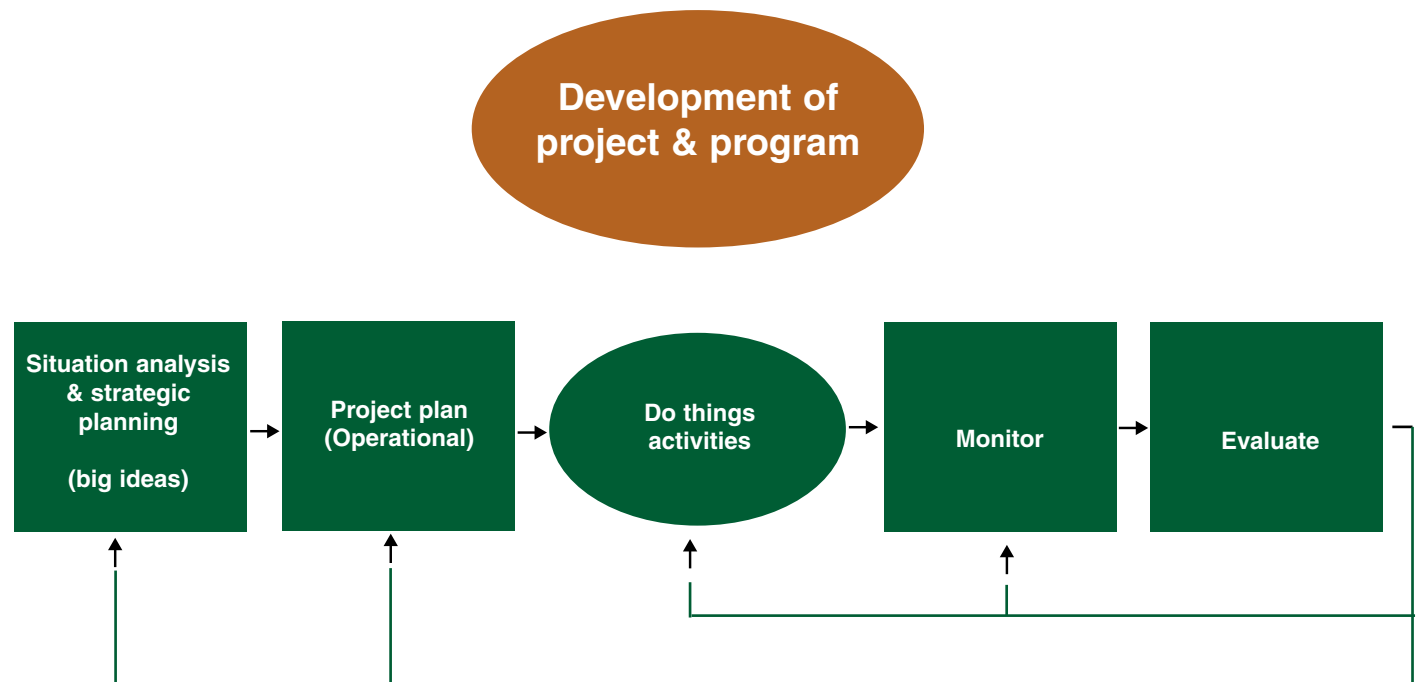 Development of
project & program
Situation analysis
& strategic
planning
(big ideas)
Project plan
(Operational)
Do things
activities
Monitor
Evaluate